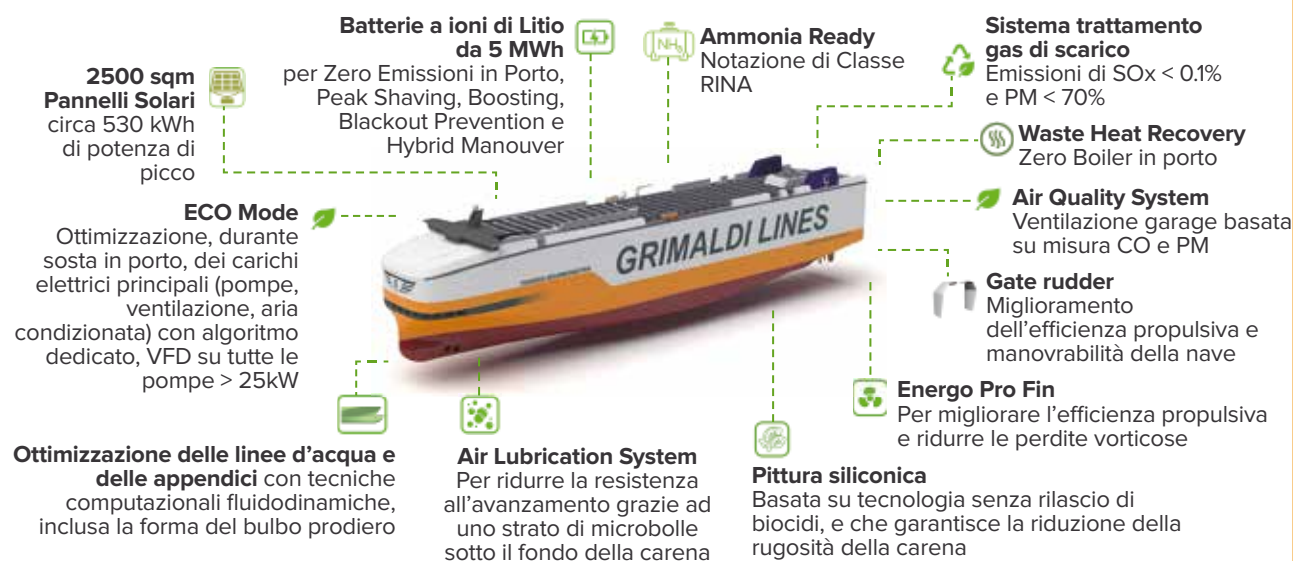 2500 sqm
Pannelli Solari
circa 530 kWh
di potenza di
picco
Batterie a ioni di Litio
da 5 MWh
per Zero Emissioni in Porto,
Peak Shaving, Boosting,
Blackout Prevention e
Hybrid Manouver
NH₃
Ammonia Ready
Notazione di Classe
RINA
Sistema trattamento
gas di scarico
Emissioni di SOx < 0.1%
e PM < 70%
Waste Heat Recovery
Zero Boiler in porto
Air Quality System
Ventilazione garage basata
su misura CO e PM
Gate rudder
Miglioramento
dell'efficienza propulsiva e
manovrabilità della nave
Energo Pro Fin
Per migliorare l'efficienza propulsiva
e ridurre le perdite vorticose
ECO Mode
Ottimizzazione, durante
sosta in porto, dei carichi
elettrici principali (pompe,
ventilazione, aria
condizionata) con algoritmo
dedicato, VFD su tutte le
pompe > 25kW
GRIMALDI LINES
Ottimizzazione delle linee d'acqua e
delle appendici con tecniche
computazionali fluidodinamiche,
inclusa la forma del bulbo prodiero
Air Lubrication System
Per ridurre la resistenza
all'avanzamento grazie ad
uno strato di microbolle
sotto il fondo della carena
Pittura siliconica
Basata su tecnologia senza rilascio di
biocidi, e che garantisce la riduzione della
rugosità della carena